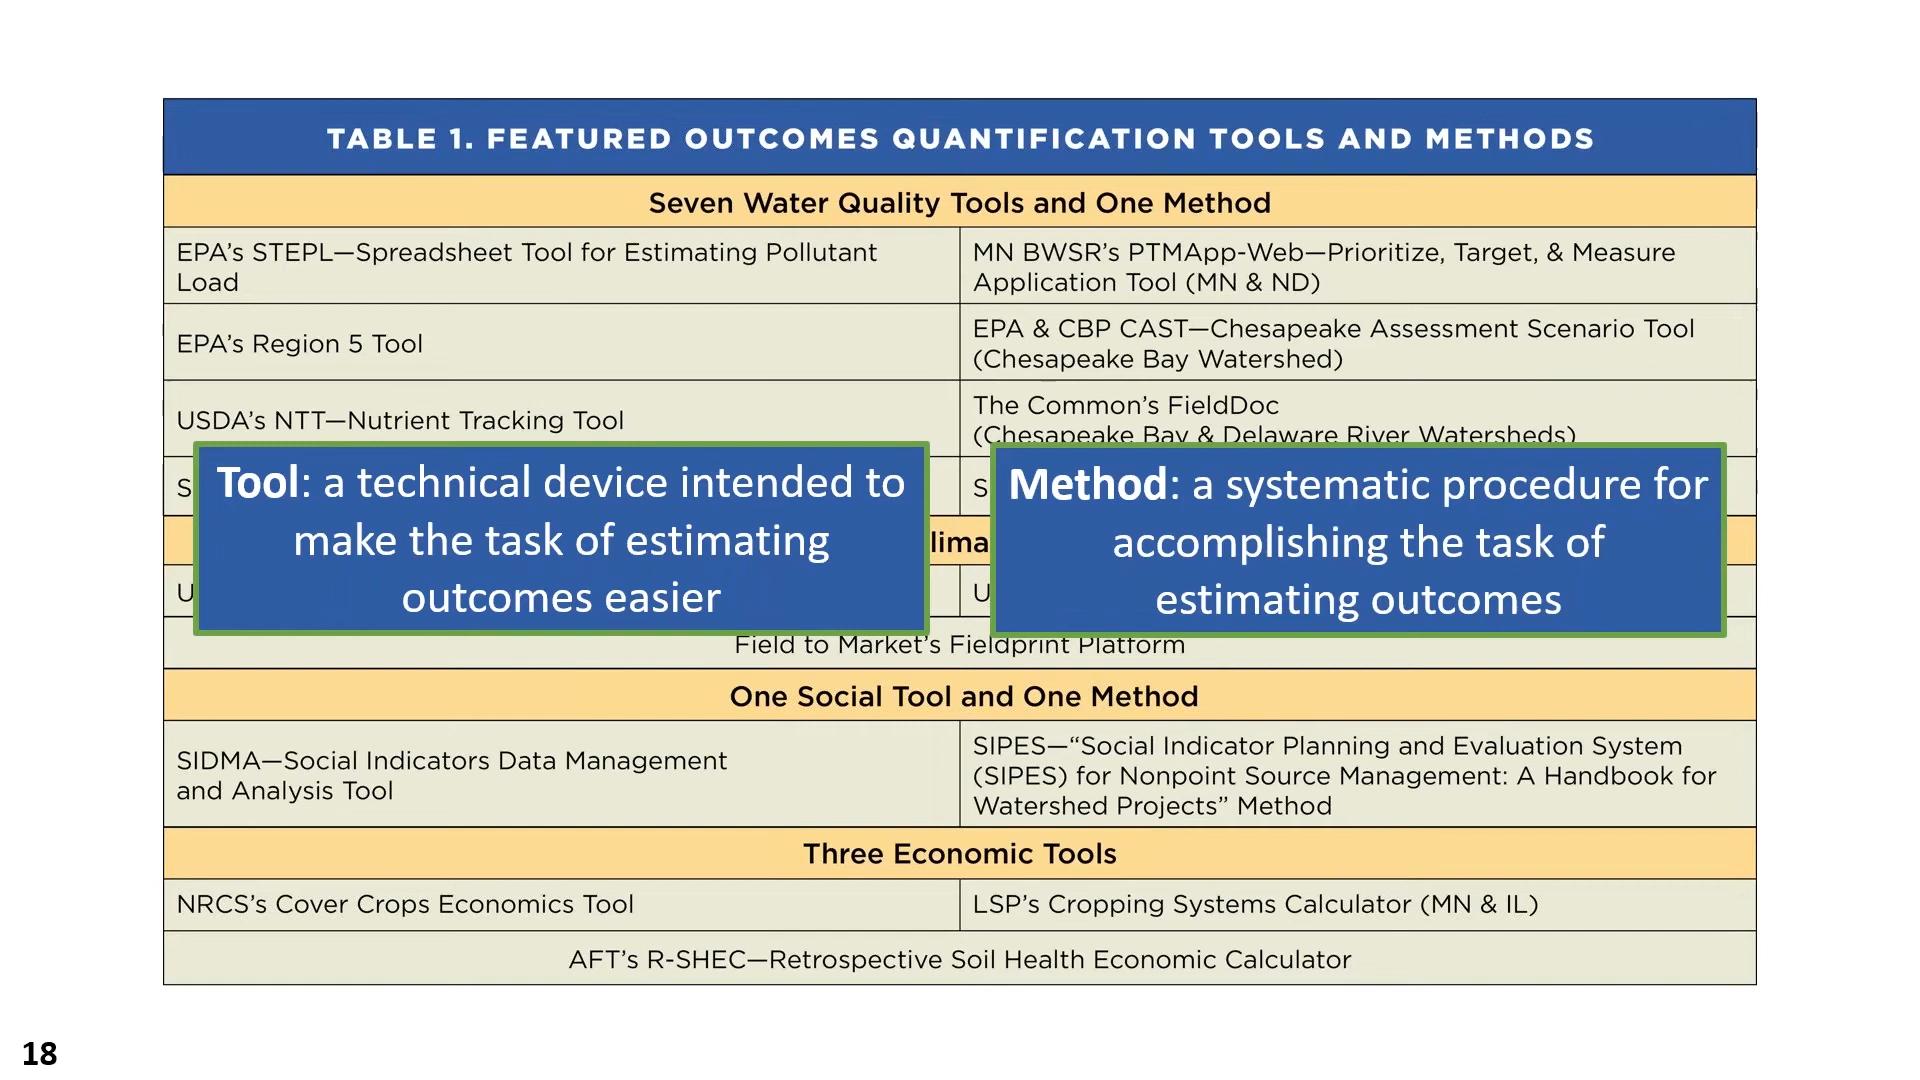 TABLE 1. FEATURED OUTCOMES QUANTIFICATION TOOLS AND METHODS
Seven Water Quality Tools and One Method
EPA’s STEPL—Spreadsheet Tool for Estimating Pollutant
Load
MN BWSR’s PTMApp-Web—Prioritize, Target, & Measure
Application Tool (MN & ND)
EPA’s Region 5 Tool
EPA & CBP CAST—Chesapeake Assessment Scenario Tool
(Chesapeake Bay Watershed)
USDA’s NTT—Nutrient Tracking Tool
The Common’s FieldDoc
(Chesapeake Bay & Delaware River Watersheds)
Tool: a technical device intended to
make the task of estimating
outcomes easier
Method: a systematic procedure for
accomplishing the task of
estimating outcomes
Field to Market’s Fieldprint Platform
One Social Tool and One Method
SIDMA—Social Indicators Data Management
and Analysis Tool
SIPES—“Social Indicator Planning and Evaluation System
(SIPES) for Nonpoint Source Management: A Handbook for
Watershed Projects” Method
Three Economic Tools
NRCS’s Cover Crops Economics Tool
LSP’s Cropping Systems Calculator (MN & IL)
AFT’s R-SHEC—Retrospective Soil Health Economic Calculator
18